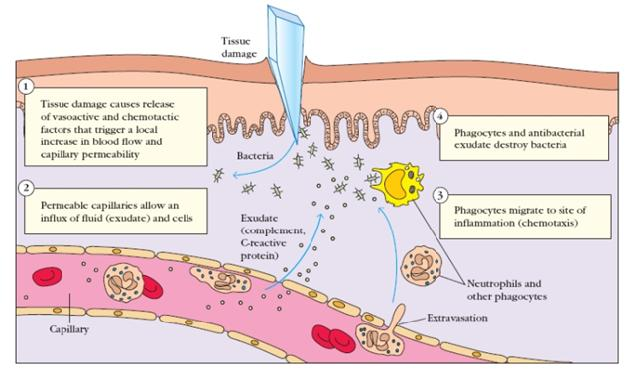 Tissue
damage
1
Tissue damage causes release
of vasoactive and chemotactic
factors that trigger a local
increase in blood flow and
capillary permeability
4
Phagocytes and antibacterial
exudate destroy bacteria
Bacteria
2
Permeable capillaries allow an
influx of fluid (exudate) and cells
3
Phagocytes migrate to site of
inflammation (chemotaxis)
Exudate
(complement,
C-reactive
protein)
Neutrophils and
other phagocytes
Extravasation
Capillary